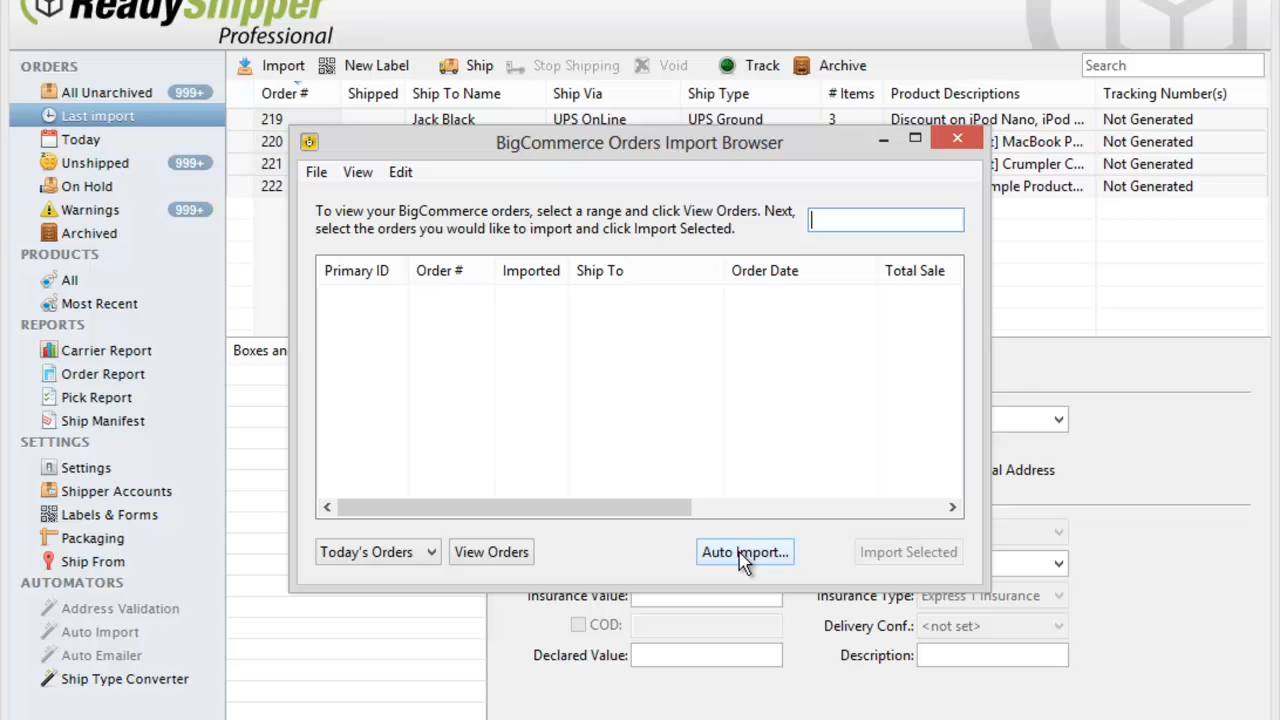 ReadyShipper
Professional
ORDERS
All Unarchived 999+
Last import
Today
Unshipped 999+
On Hold
Warnings 999+
Archived
PRODUCTS
All
Most Recent
REPORTS
Carrier Report
Order Report
Pick Report
Ship Manifest
SETTINGS
Settings
Shipper Accounts
Labels & Forms
Packaging
Ship From
AUTOMATORS
Address Validation
Auto Import
Auto Emailer
Ship Type Converter
Import New Label Ship Stop Shipping Void Track Archive Search
Order # Shipped Ship To Name Ship Via Ship Type # Items Product Descriptions Tracking Number(s)
219 Jack Black UPS OnLine UPS Ground 3 Discount on iPod Nano, iPod ... Not Generated
220 ] MacBook P... Not Generated
221 ] Crumpler C... Not Generated
222 mple Product... Not Generated
BigCommerce Orders Import Browser
File View Edit
To view your BigCommerce orders, select a range and click View Orders. Next,
select the orders you would like to import and click Import Selected.
Primary ID Order # Imported Ship To Order Date Total Sale
Today's Orders View Orders Auto Import... Import Selected
Boxes an
al Address
Insurance Value: Insurance Type: Express 1 Insurance
COD: Delivery Conf.: <not set>
Declared Value: Description: